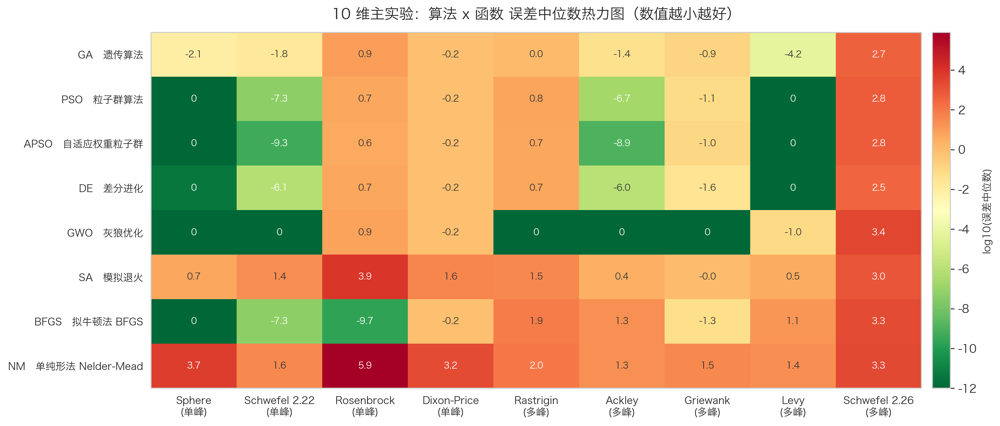 10 维主实验：算法 x 函数 误差中位数热力图（数值越小越好）
GA 遗传算法 -2.1 -1.8 0.9 -0.2 0.0 -1.4 -0.9 -4.2 2.7
PSO 粒子群算法 0 -7.3 0.7 -0.2 0.8 -6.7 -1.1 0 2.8
APSO 自适应权重粒子群 0 -9.3 0.6 -0.2 0.7 -8.9 -1.0 0 2.8
DE 差分进化 0 -6.1 0.7 -0.2 0.7 -6.0 -1.6 0 2.5
GWO 灰狼优化 0 0 0.9 -0.2 0 0 0 -1.0 3.4
SA 模拟退火 0.7 1.4 3.9 1.6 1.5 0.4 -0.0 0.5 3.0
BFGS 拟牛顿法 BFGS 0 -7.3 -9.7 -0.2 1.9 1.3 -1.3 1.1 3.3
NM 单纯形法 Nelder-Mead 3.7 1.6 5.9 3.2 2.0 1.3 1.5 1.4 3.3
Sphere Schwefel 2.22 Rosenbrock Dixon-Price Rastrigin Ackley Griewank Levy Schwefel 2.26
(单峰) (单峰) (单峰) (单峰) (多峰) (多峰) (多峰) (多峰) (多峰)
4
2
0
-2
-4
-6
-8
-10
-12
log10(误差中位数)